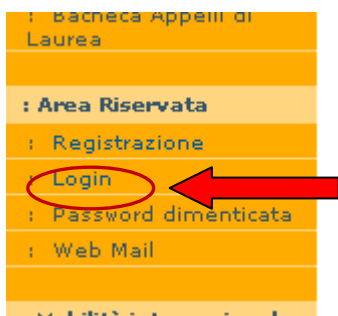 : Bacheca Appelli di
Laurea
: Area Riservata
: Registrazione
: Login
: Password dimenticata
: Web Mail